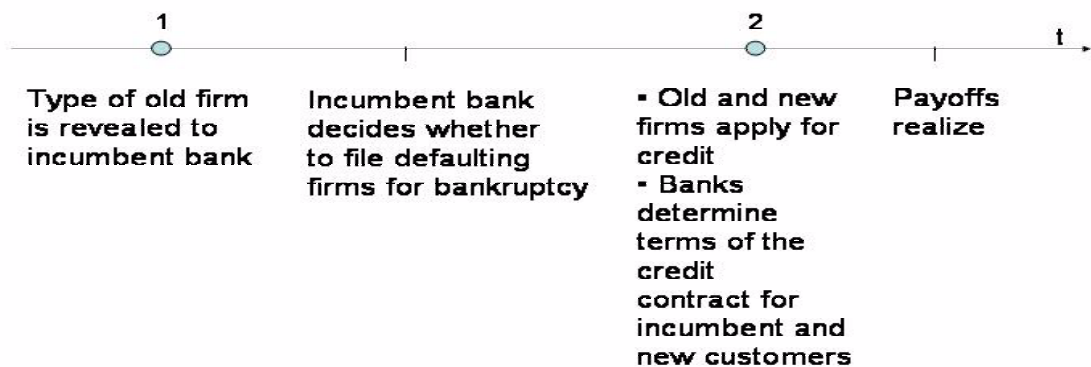 1
2
t
Type of old firm
is revealed to
incumbent bank
Incumbent bank
decides whether
to file defaulting
firms for bankruptcy
▪ Old and new
firms apply for
credit
▪ Banks
determine
terms of the
credit
contract for
incumbent and
new customers
Payoffs
realize